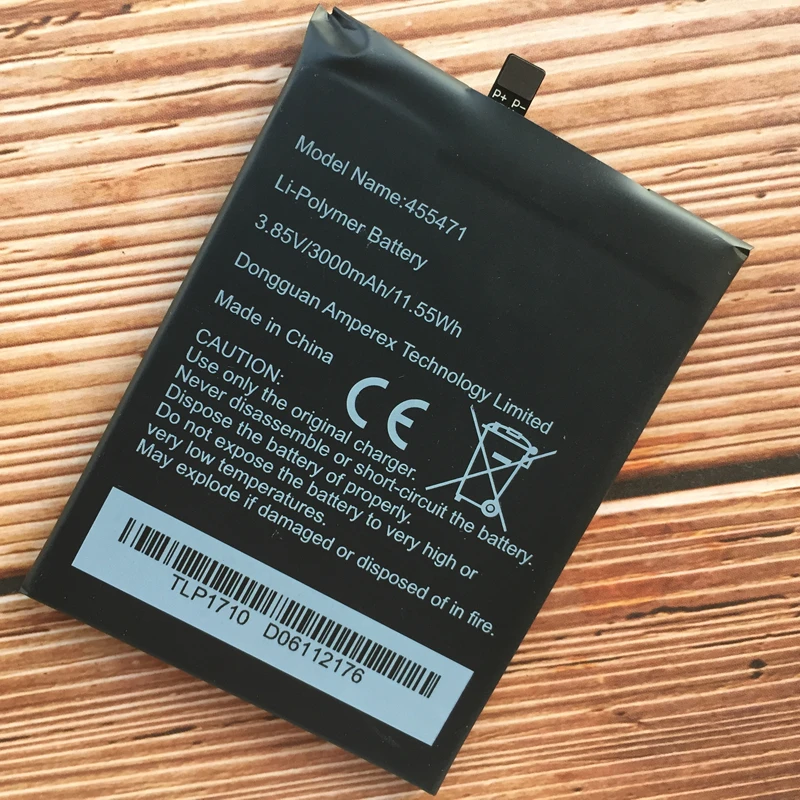 P+ P-
Model Name:455471
Li-Polymer Battery
3.85V/3000mAh/11.55Wh
Dongguan Amperex Technology Limited
Made in China
CAUTION:
Use only the original charger.
Never disassemble or short-circuit the battery.
Dispose the battery of properly.
Do not expose the battery to very high or
very low temperatures.
May explode if damaged or disposed of in fire.
CE
TLP1710 D06112176